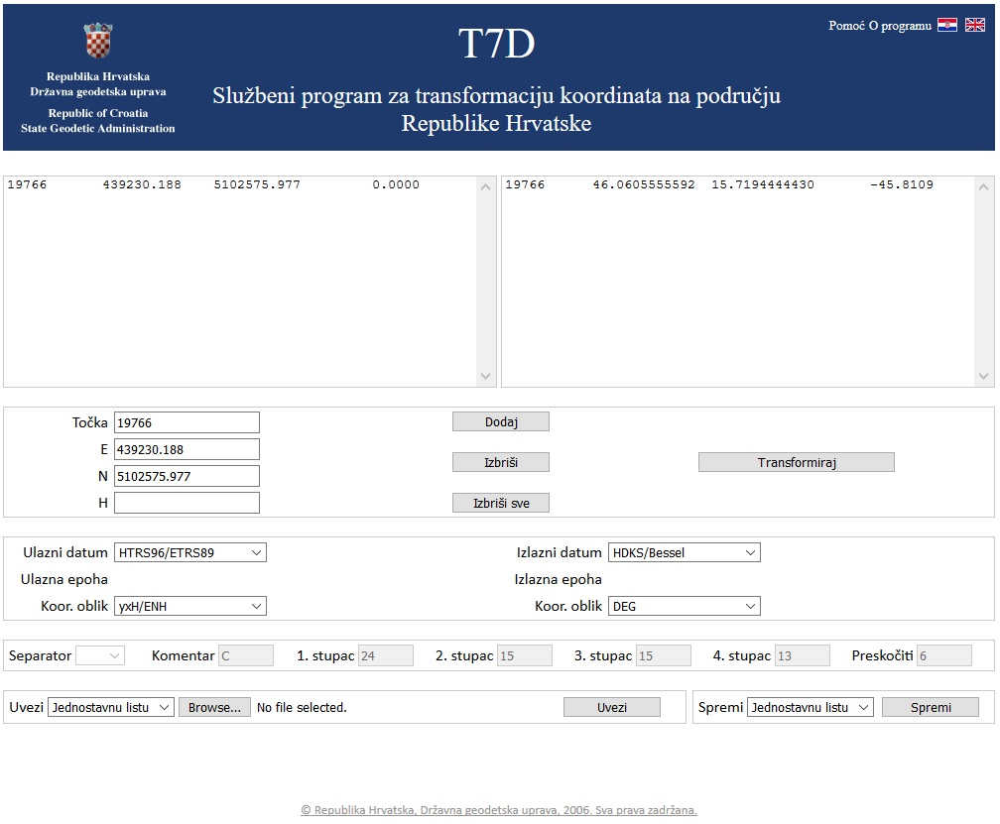 Republika Hrvatska
Državna geodetska uprava
Republic of Croatia
State Geodetic Administration
T7D
Službeni program za transformaciju koordinata na području
Republike Hrvatske
Pomoć O programu
19766 439230.188 5102575.977 0.0000
19766 46.0605555592 15.7194444430 -45.8109
Točka 19766 Dodaj
E 439230.188
Izbriši Transformiraj
N 5102575.977
H Izbriši sve
Ulazni datum HTRS96/ETRS89 Izlazni datum HDKS/Bessel
Ulazna epoha Izlazna epoha
Koor. oblik yxH/ENH Koor. oblik DEG
Separator Komentar C 1. stupac 24 2. stupac 15 3. stupac 15 4. stupac 13 Preskočiti 6
Uvezi Jednostavnu listu Browse... No file selected. Uvezi Spremi Jednostavnu listu Spremi
© Republika Hrvatska, Državna geodetska uprava, 2006. Sva prava zadržana.